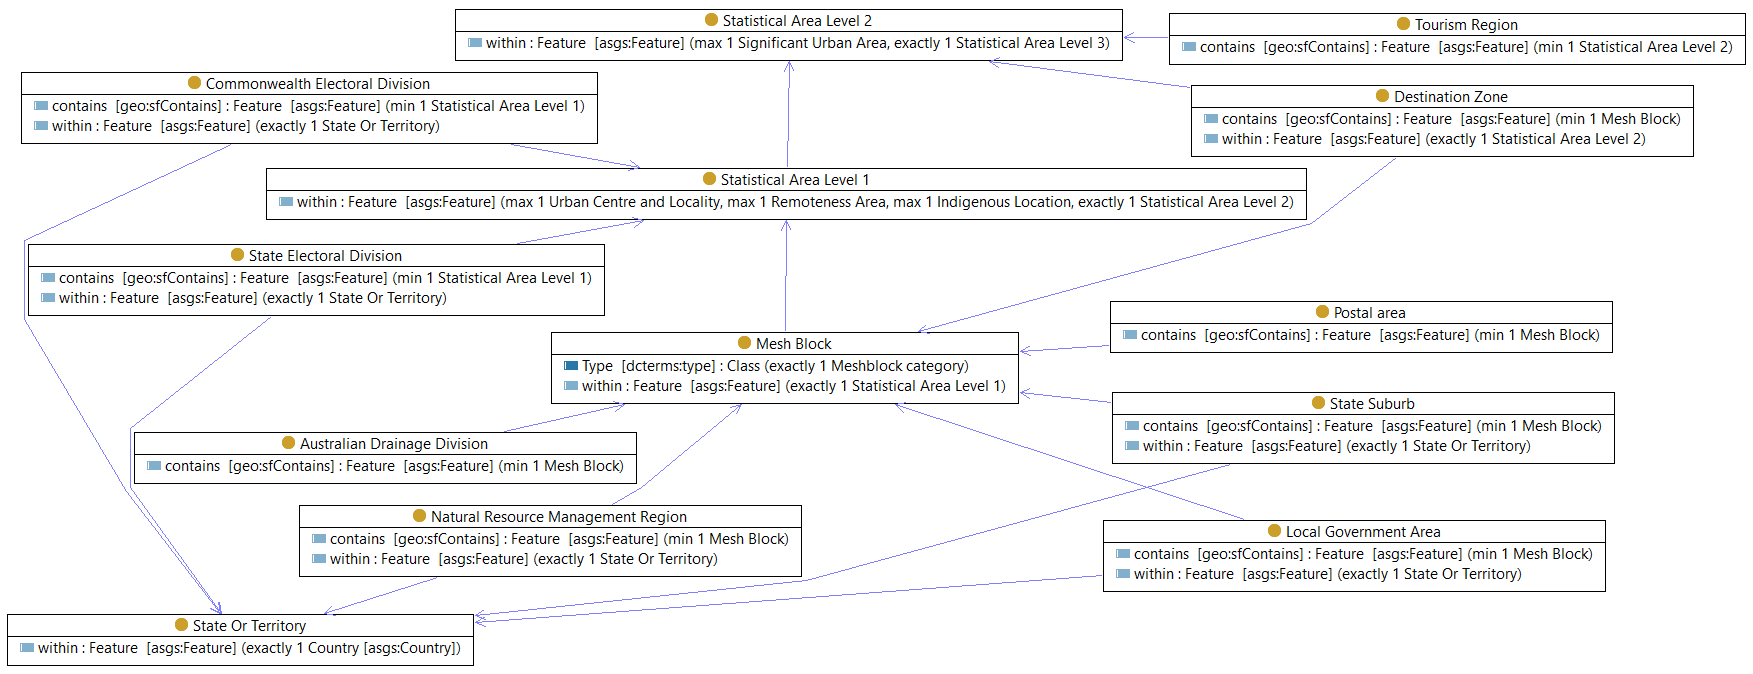 Statistical Area Level 2
within : Feature [asgs:Feature] (max 1 Significant Urban Area, exactly 1 Statistical Area Level 3)
Tourism Region
contains [geo:sfContains] : Feature [asgs:Feature] (min 1 Statistical Area Level 2)
Commonwealth Electoral Division
contains [geo:sfContains] : Feature [asgs:Feature] (min 1 Statistical Area Level 1)
within : Feature [asgs:Feature] (exactly 1 State Or Territory)
Destination Zone
contains [geo:sfContains] : Feature [asgs:Feature] (min 1 Mesh Block)
within : Feature [asgs:Feature] (exactly 1 Statistical Area Level 2)
Statistical Area Level 1
within : Feature [asgs:Feature] (max 1 Urban Centre and Locality, max 1 Remoteness Area, max 1 Indigenous Location, exactly 1 Statistical Area Level 2)
State Electoral Division
contains [geo:sfContains] : Feature [asgs:Feature] (min 1 Statistical Area Level 1)
within : Feature [asgs:Feature] (exactly 1 State Or Territory)
Postal area
contains [geo:sfContains] : Feature [asgs:Feature] (min 1 Mesh Block)
Mesh Block
Type [dcterms:type] : Class (exactly 1 Meshblock category)
within : Feature [asgs:Feature] (exactly 1 Statistical Area Level 1)
State Suburb
contains [geo:sfContains] : Feature [asgs:Feature] (min 1 Mesh Block)
within : Feature [asgs:Feature] (exactly 1 State Or Territory)
Australian Drainage Division
contains [geo:sfContains] : Feature [asgs:Feature] (min 1 Mesh Block)
Natural Resource Management Region
contains [geo:sfContains] : Feature [asgs:Feature] (min 1 Mesh Block)
within : Feature [asgs:Feature] (exactly 1 State Or Territory)
Local Government Area
contains [geo:sfContains] : Feature [asgs:Feature] (min 1 Mesh Block)
within : Feature [asgs:Feature] (exactly 1 State Or Territory)
State Or Territory
within : Feature [asgs:Feature] (exactly 1 Country [asgs:Country])